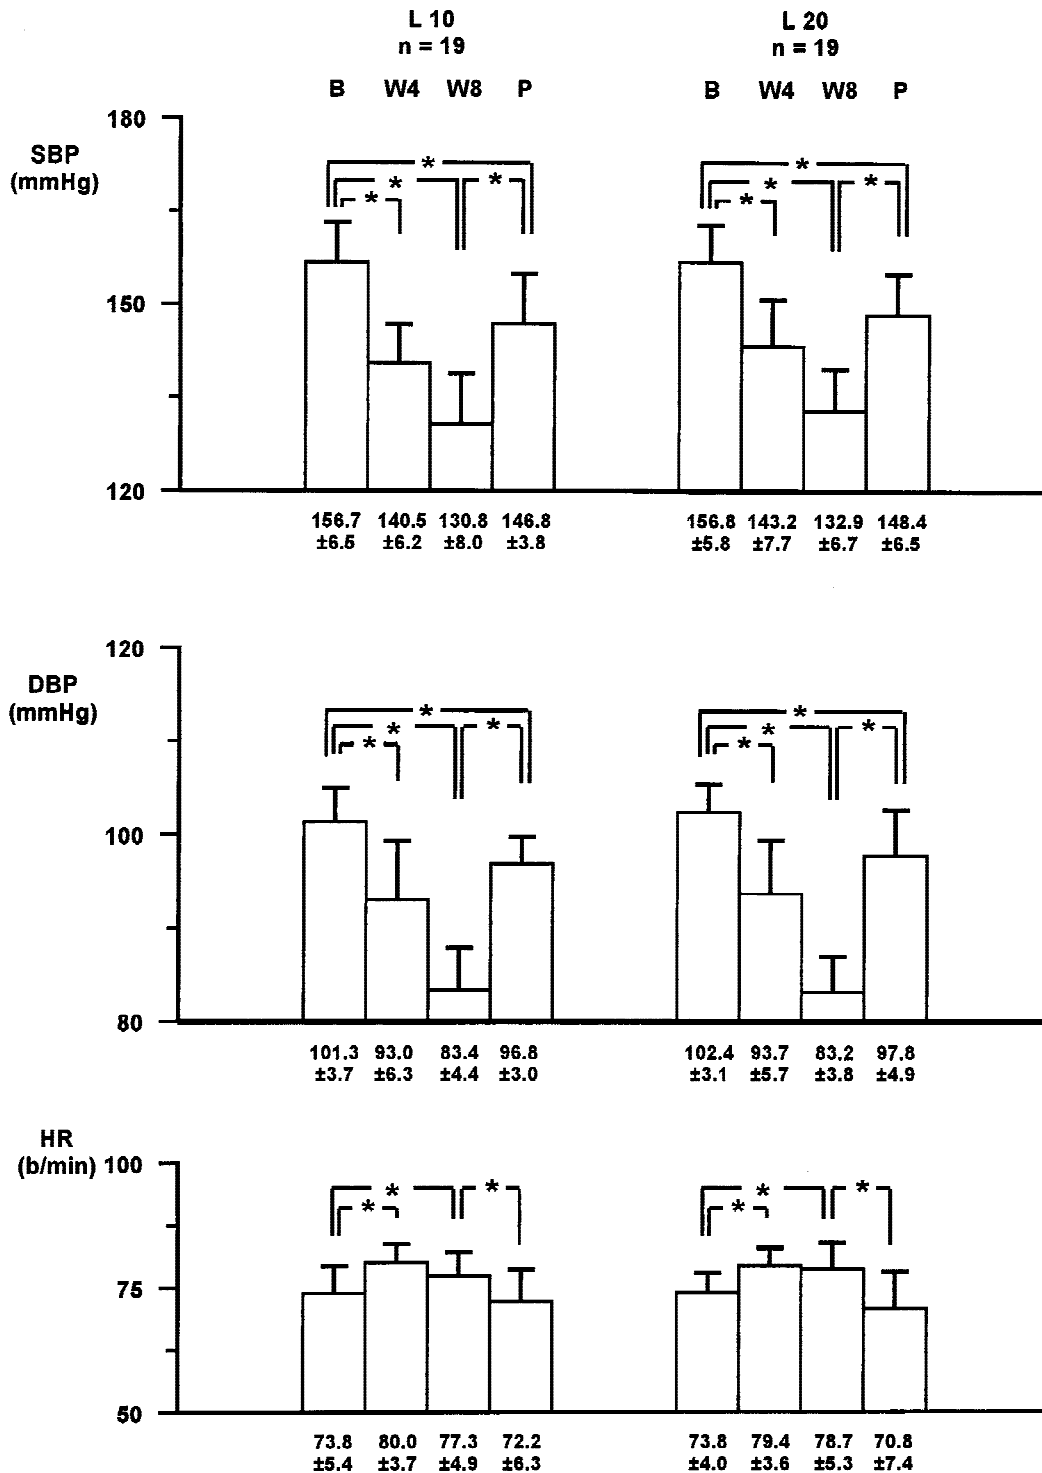 L 10 L 20
n = 19 n = 19
B W4 W8 P B W4 W8 P
180
SBP
(mmHg)
* *
* * * *
* *
150
120
156.7 140.5 130.8 146.8 156.8 143.2 132.9 148.4
±6.5 ±6.2 ±8.0 ±3.8 ±5.8 ±7.7 ±6.7 ±6.5
120
DBP
(mmHg)
* *
* * * *
* *
100
80
101.3 93.0 83.4 96.8 102.4 93.7 83.2 97.8
±3.7 ±6.3 ±4.4 ±3.0 ±3.1 ±5.7 ±3.8 ±4.9
HR
(b/min) 100
* * * *
* *
75
50
73.8 80.0 77.3 72.2 73.8 79.4 78.7 70.8
±5.4 ±3.7 ±4.9 ±6.3 ±4.0 ±3.6 ±5.3 ±7.4